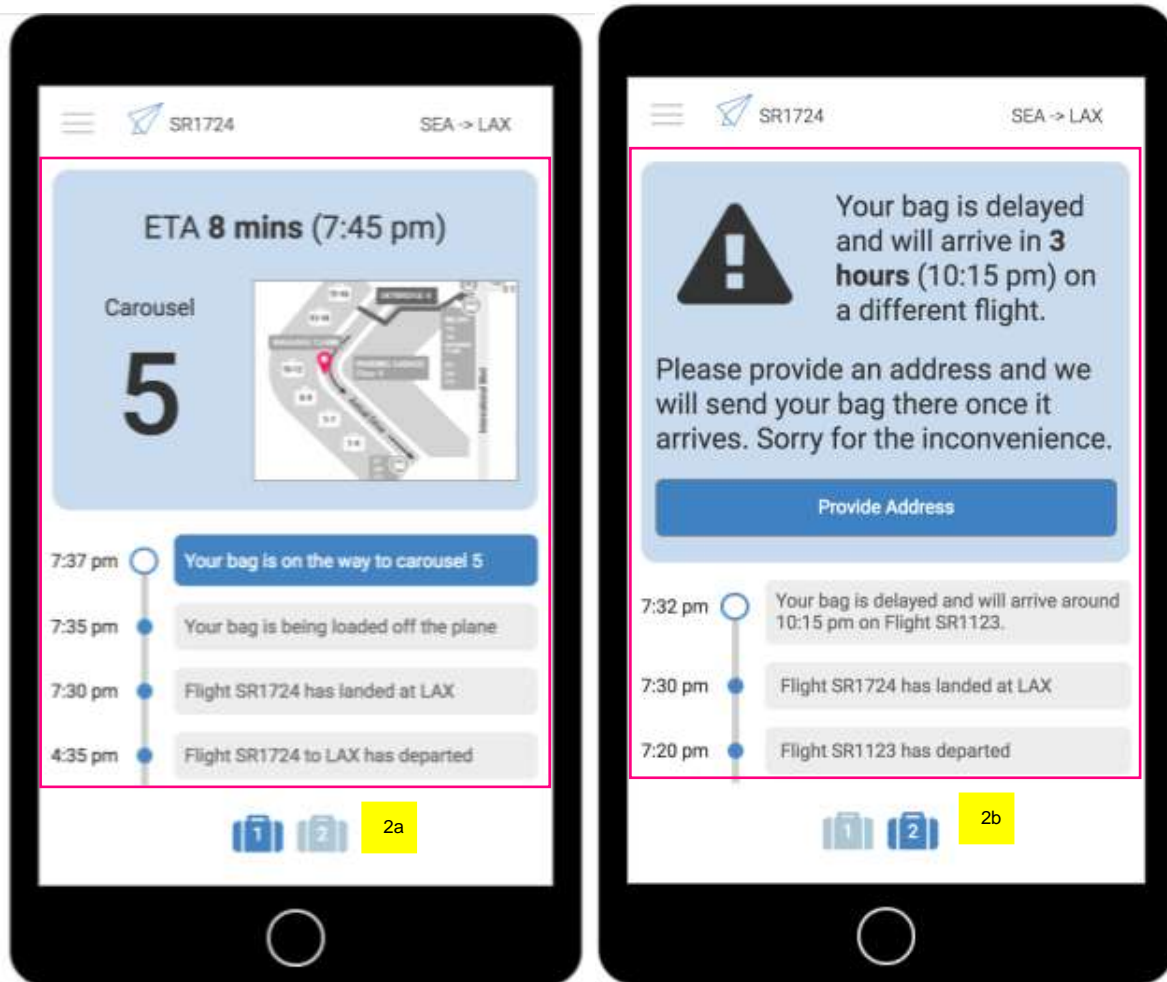 SR1724
SEA -> LAX
ETA 8 mins (7:45 pm)
Carousel
5
7:37 pm
Your bag is on the way to carousel 5
7:35 pm
Your bag is being loaded off the plane
7:30 pm
Flight SR1724 has landed at LAX
4:35 pm
Flight SR1724 to LAX has departed
1
2
2a
SR1724
SEA -> LAX
Your bag is delayed
and will arrive in 3
hours (10:15 pm) on
a different flight.
Please provide an address and we
will send your bag there once it
arrives. Sorry for the inconvenience.
Provide Address
7:32 pm
Your bag is delayed and will arrive around
10:15 pm on Flight SR1123.
7:30 pm
Flight SR1724 has landed at LAX
7:20 pm
Flight SR1123 has departed
1
2
2b